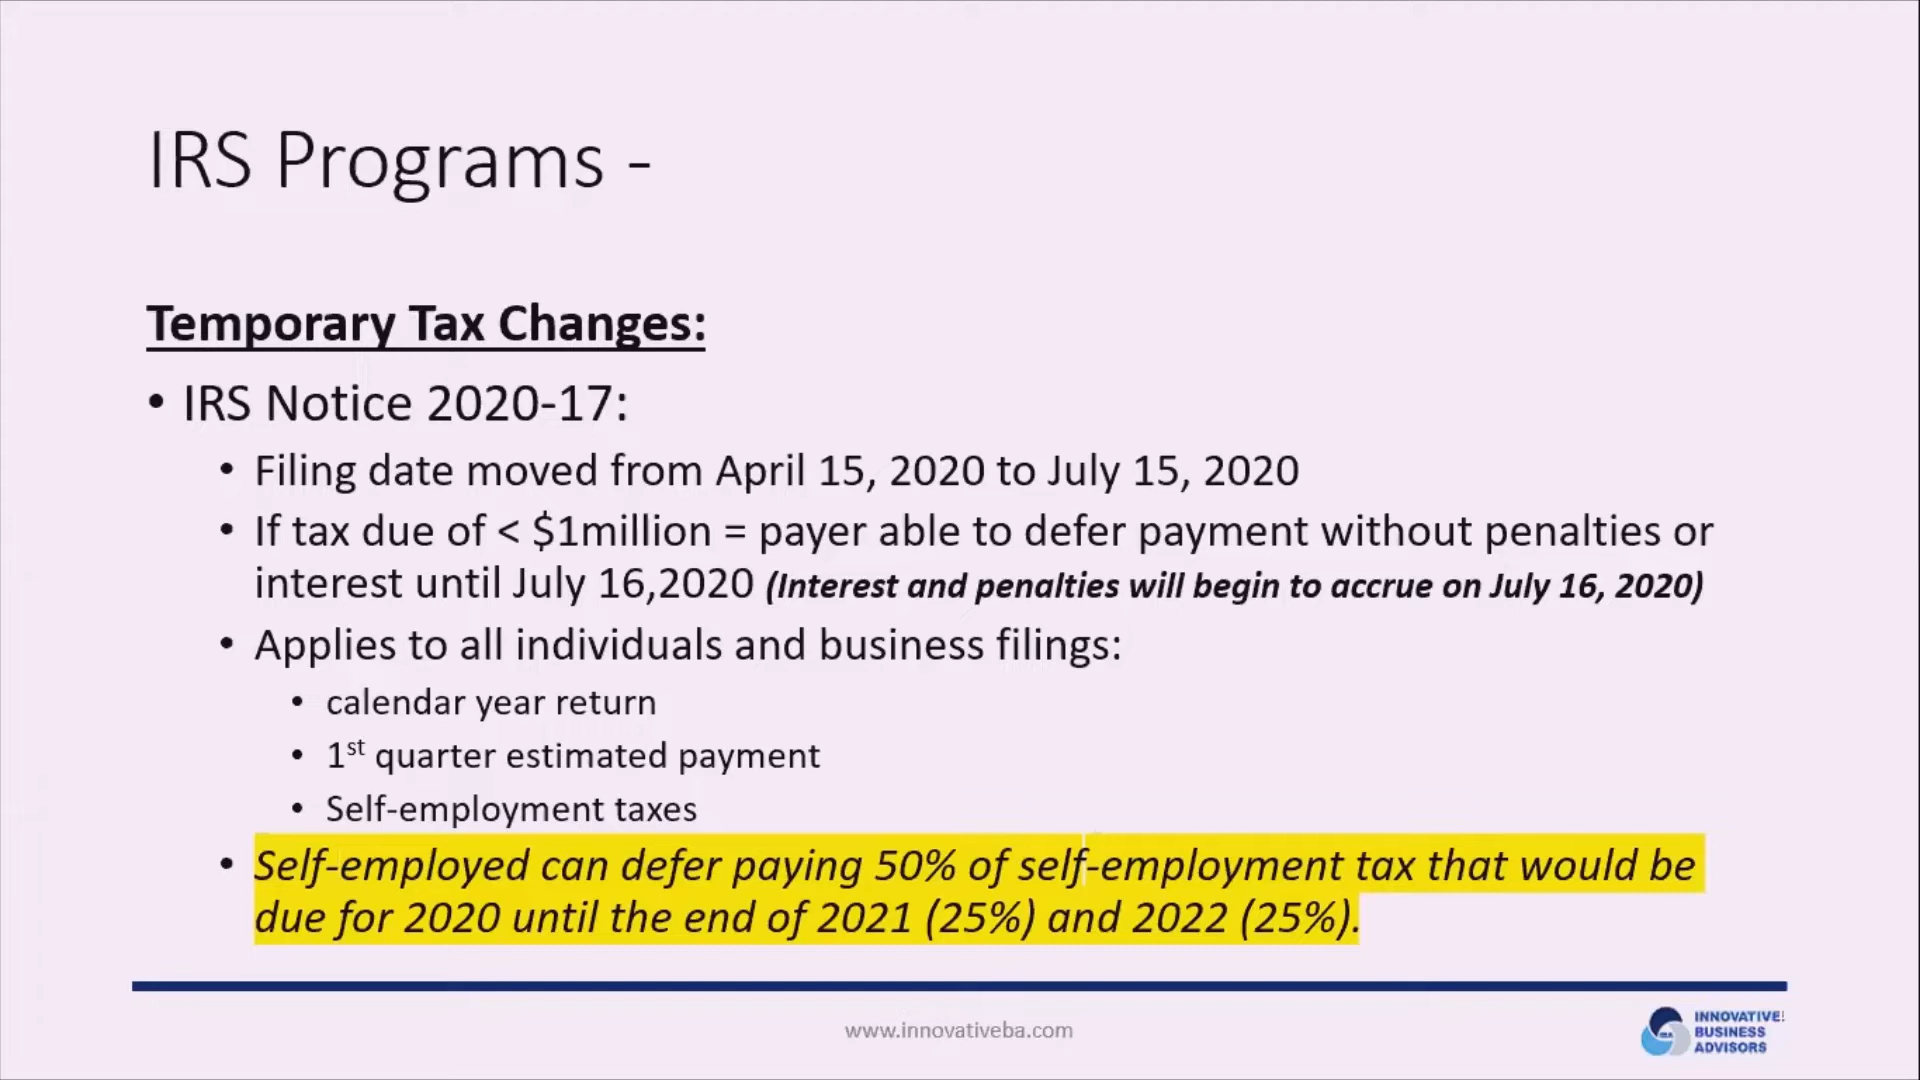 IRS Programs -
Temporary Tax Changes:
• IRS Notice 2020-17:
• Filing date moved from April 15, 2020 to July 15, 2020
• If tax due of < $1million = payer able to defer payment without penalties or
interest until July 16,2020 (Interest and penalties will begin to accrue on July 16, 2020)
• Applies to all individuals and business filings:
• calendar year return
• 1st quarter estimated payment
• Self-employment taxes
• Self-employed can defer paying 50% of self-employment tax that would be
due for 2020 until the end of 2021 (25%) and 2022 (25%).
www.innovativeba.com
INNOVATIVE!
BUSINESS
ADVISORS